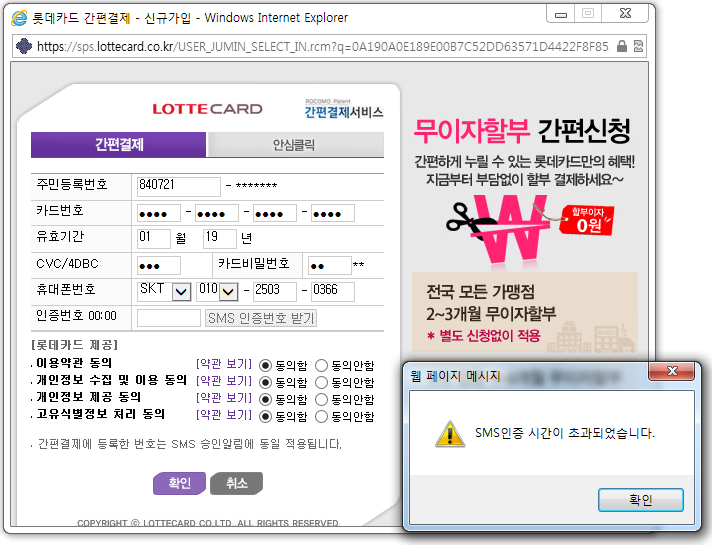 롯데카드 간편결제 - 신규가입 - Windows Internet Explorer
https://sps.lottecard.co.kr/USER_JUMIN_SELECT_IN.rcm?q=0A190A0E189E00B7C52DD63571D4422F8F85
LOTTECARD
ROCOMO Patent
간편결제서비스
간편결제 안심클릭
주민등록번호 840721 - *******
카드번호 ●●●● - ●●●● - ●●●● - ●●●●
유효기간 01 월 19 년
CVC/4DBC ●●● 카드비밀번호 ●● **
휴대폰번호 SKT 010 - 2503 - 0366
인증번호 00:00 SMS 인증번호 받기
[롯데카드 제공]
. 이용약관 동의 [약관 보기] 동의함 동의안함
. 개인정보 수집 및 이용 동의 [약관 보기] 동의함 동의안함
. 개인정보 제공 동의 [약관 보기] 동의함 동의안함
. 고유식별정보 처리 동의 [약관 보기] 동의함 동의안함
. 간편결제에 등록한 번호는 SMS 승인알림에 동일 적용됩니다.
확인 취소
COPYRIGHT ⓒ LOTTECARD CO.LTD. ALL RIGHTS RESERVED
무이자할부 간편신청
간편하게 누릴 수 있는 롯데카드만의 혜택!
지금부터 부담없이 할부 결제하세요~
W
할부이자
0원
전국 모든 가맹점
2~3개월 무이자할부
* 별도 신청없이 적용
웹 페이지 메시지
SMS인증 시간이 초과되었습니다.
확인